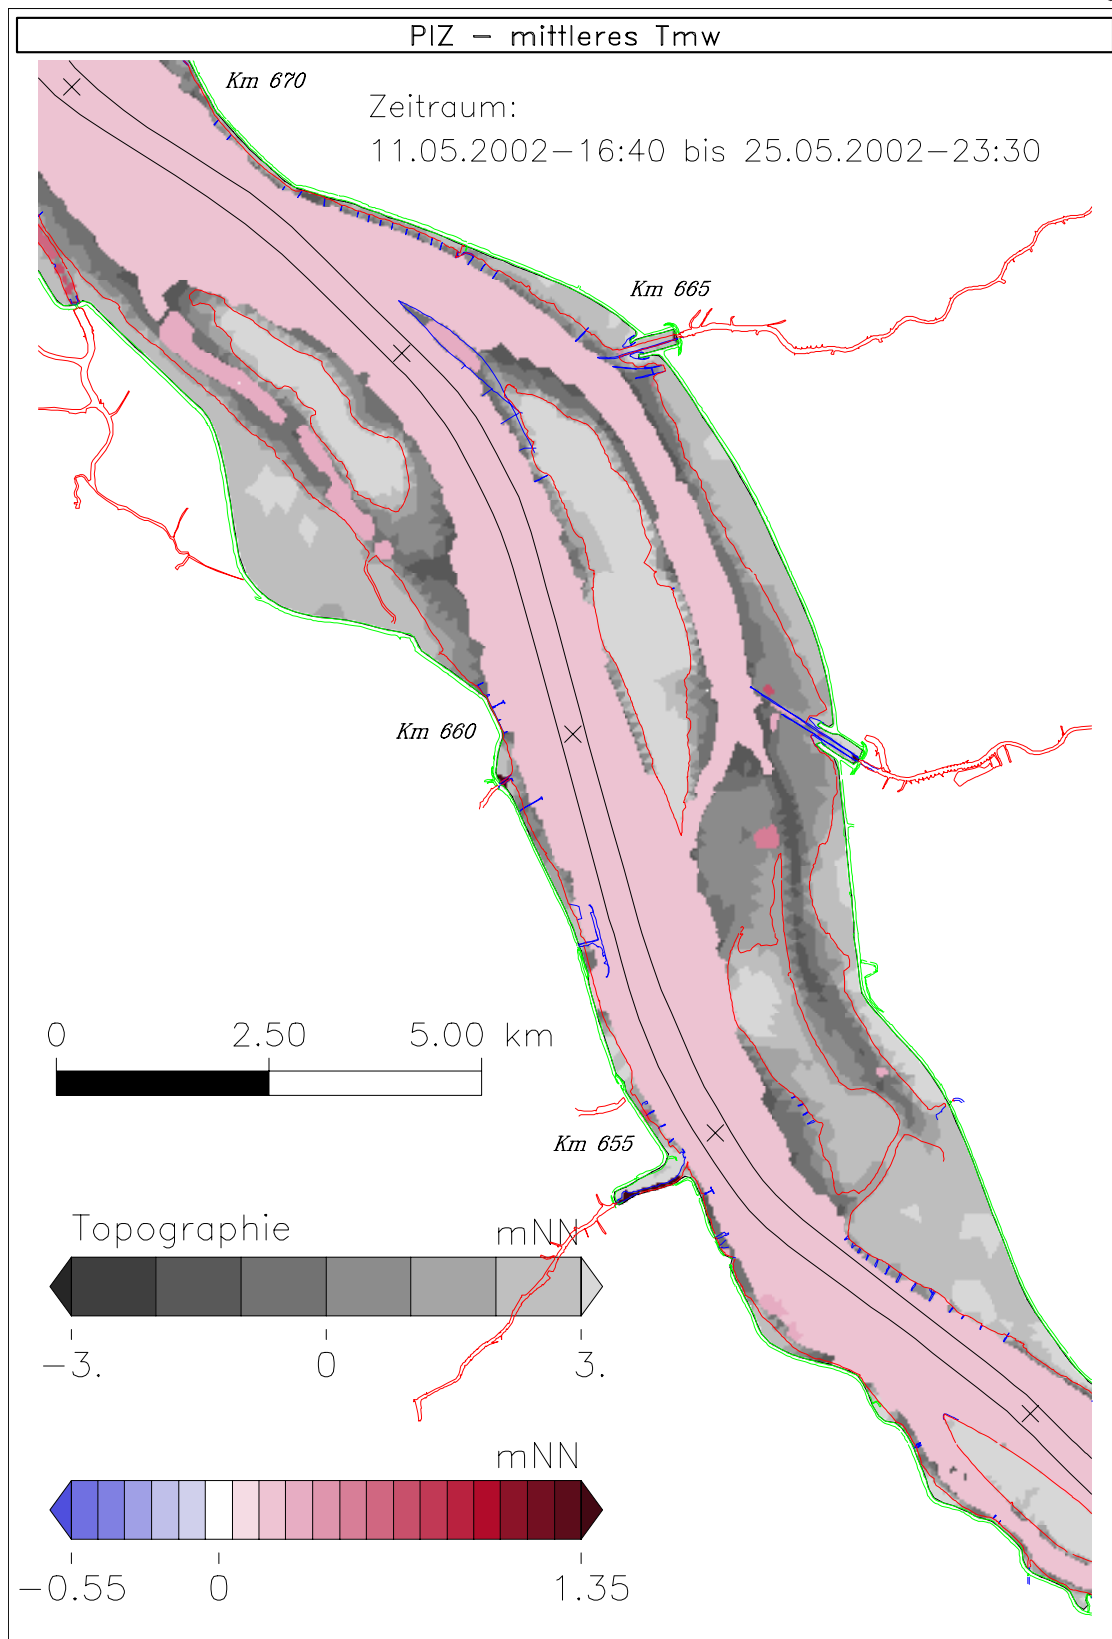 PIZ – mittleres Tmw
Km 670
Zeitraum:
11.05.2002–16:40 bis 25.05.2002–23:30
Km 665
Km 660
0 2.50 5.00 km
Km 655
Topographie mNN
–3. 0 3.
mNN
–0.55 0 1.35